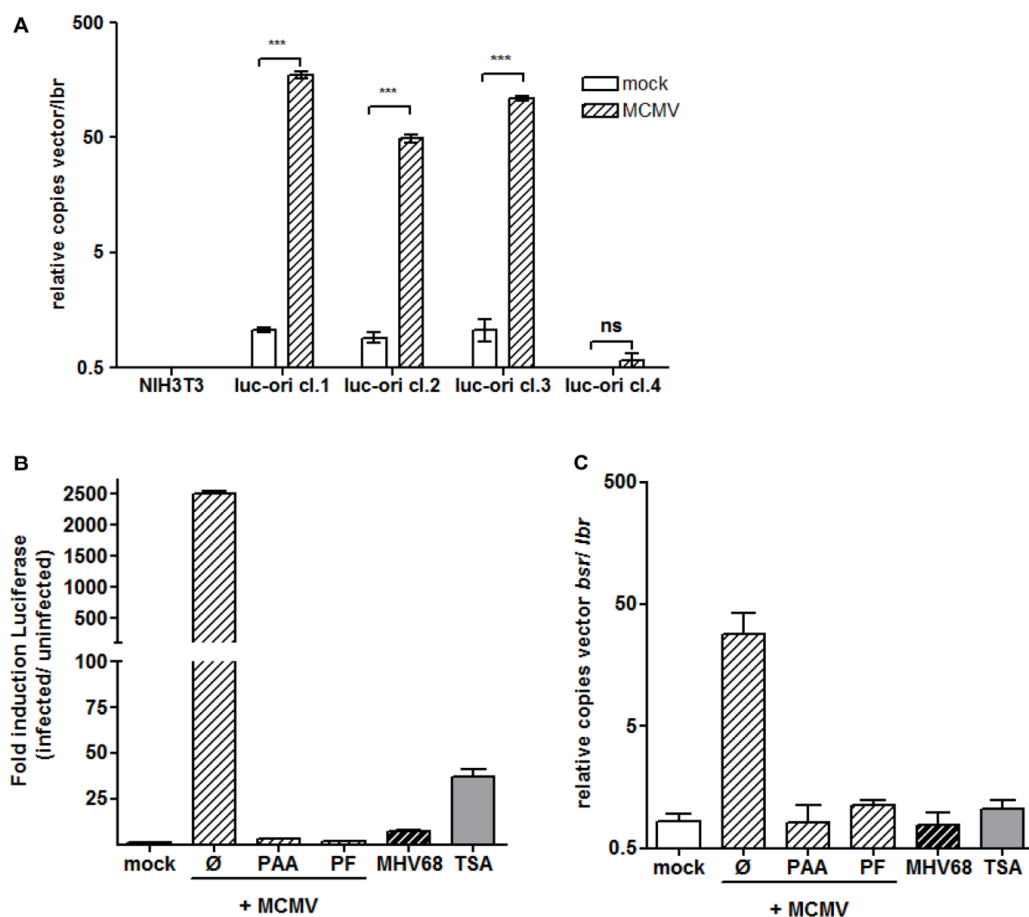 A
500
50
5
0.5
relative copies vector/lbr
*** *** *** ns
mock
MCMV
NIH3T3 luc-ori cl.1 luc-ori cl.2 luc-ori cl.3 luc-ori cl.4
B
Fold induction Luciferase
(infected/ uninfected)
2500
2000
1500
1000
500
100
75
50
25
mock Ø PAA PF MHV68 TSA
+ MCMV
C
relative copies vector bsr/ lbr
500
50
5
0.5
mock Ø PAA PF MHV68 TSA
+ MCMV